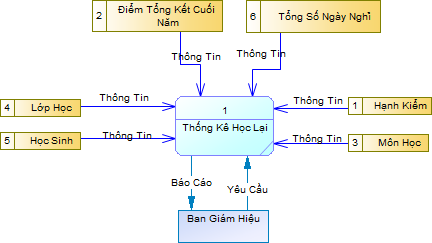 2 Điểm Tổng Kết Cuối
Năm
6 Tổng Số Ngày Nghỉ
Thông Tin
Thông Tin
4 Lớp Học
Thông Tin
1
Thông Tin
1 Hạnh Kiểm
Thống Kê Học Lại
5 Học Sinh
Thông Tin
Thông Tin
3 Môn Học
Báo Cáo
Yêu Cầu
Ban Giám Hiệu